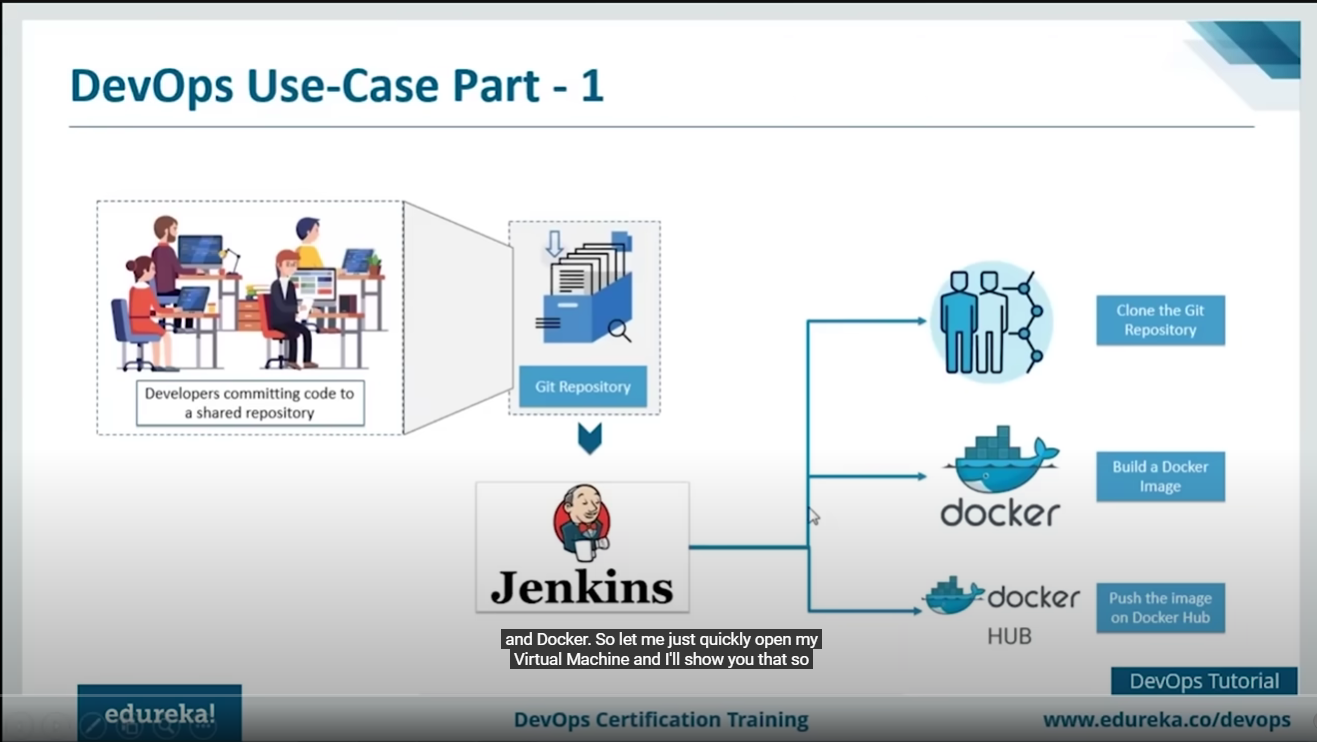 DevOps Use-Case Part - 1
Developers committing code to
a shared repository
Git Repository
Jenkins
Clone the Git
Repository
docker
Build a Docker
Image
docker
HUB
Push the image
on Docker Hub
and Docker. So let me just quickly open my
Virtual Machine and I'll show you that so
DevOps Tutorial
edureka!
DevOps Certification Training
www.edureka.co/devops